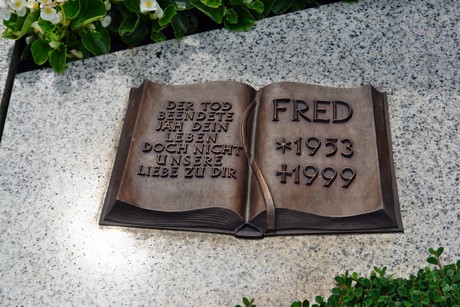 DER TOD
BEENDETE
JÄH DEIN
LEBEN
DOCH NICHT
UNSERE
LIEBE ZU DIR
FRED
*1953
†1999